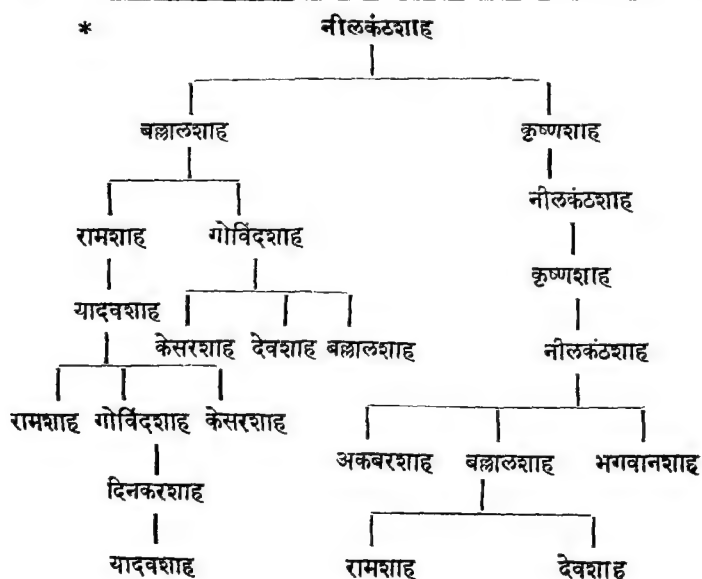 * नीलकंठशाह
बल्लालशाह कृष्णशाह
नीलकंठशाह
रामशाह गोविंदशाह
कृष्णशाह
यादवशाह
केसरशाह देवशाह बल्लालशाह नीलकंठशाह
रामशाह गोविंदशाह केसरशाह
अकबरशाह बल्लालशाह भगवानशाह
दिनकरशाह
यादवशाह रामशाह देवशाह